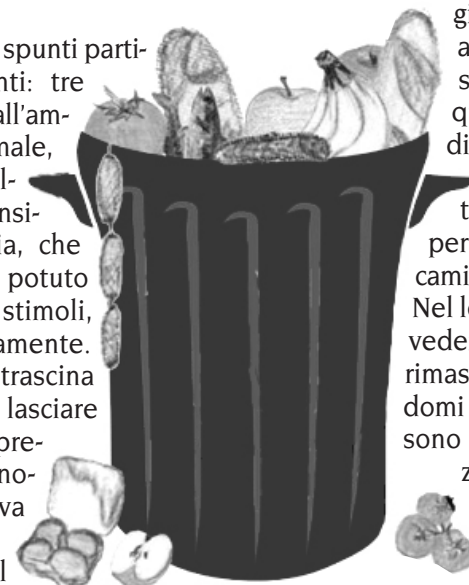 spunti parti-
nti: tre
all'am-
male,
l-
nsi-
ia, che
potuto
stimoli,
amente.
trascina
lasciare
pre-
no-
va
l
gi
a
s
q
di
t
per
cami
Nel le
vede
rimas
domi
sono
z